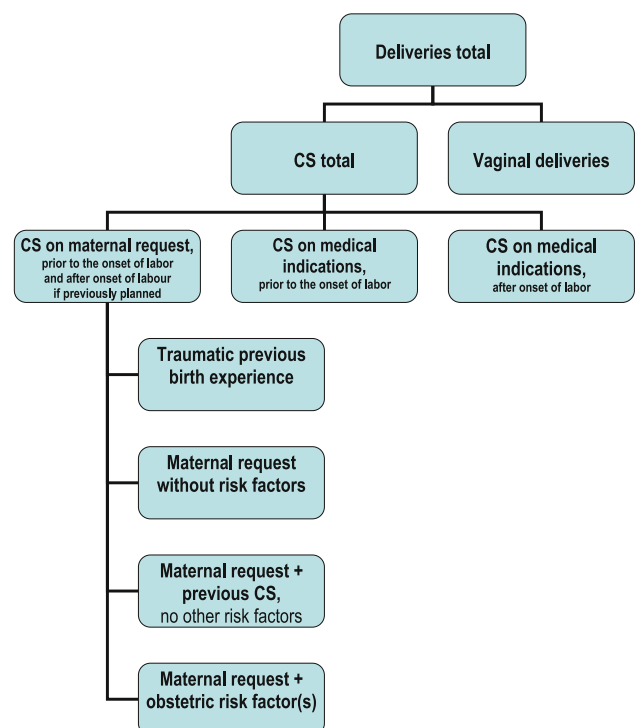 Deliveries total
CS total
Vaginal deliveries
CS on maternal request,
prior to the onset of labor
and after onset of labour
if previously planned
CS on medical
indications,
prior to the onset of labor
CS on medical
indications,
after onset of labor
Traumatic previous
birth experience
Maternal request
without risk factors
Maternal request +
previous CS,
no other risk factors
Maternal request +
obstetric risk factor(s)